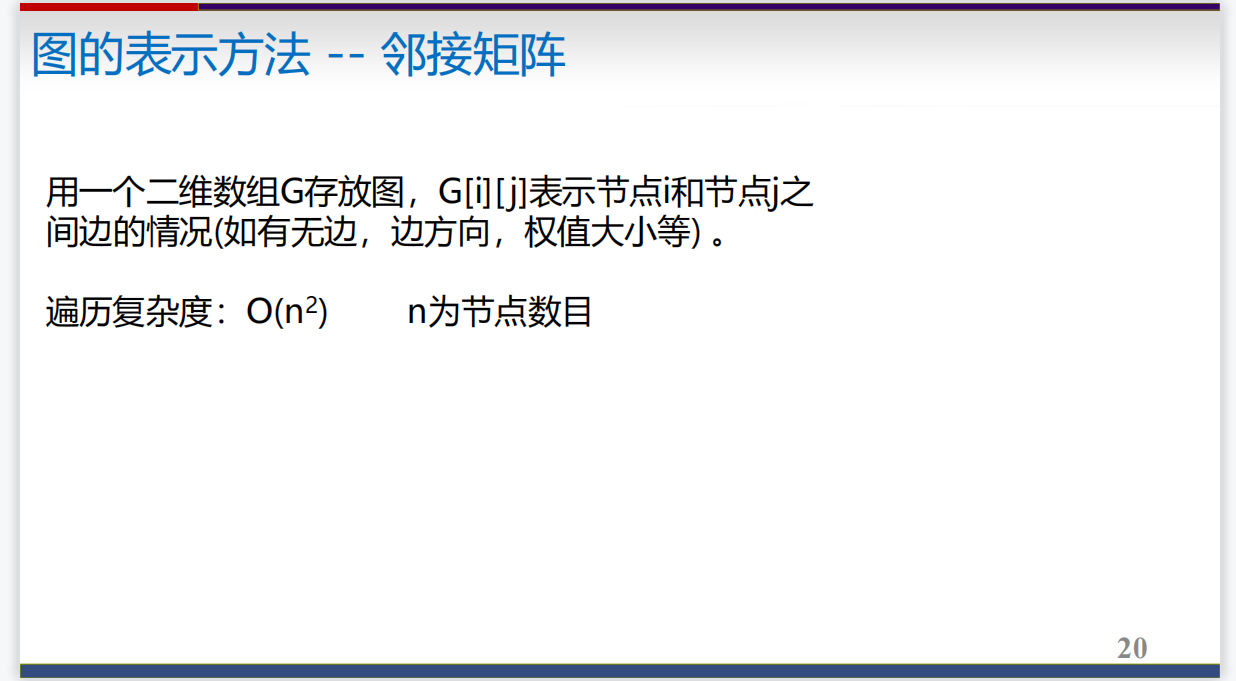 图的表示方法 -- 邻接矩阵
用一个二维数组G存放图，G[i][j]表示节点i和节点j之
间边的情况(如有无边，边方向，权值大小等) 。
遍历复杂度：O(n²) n为节点数目
20